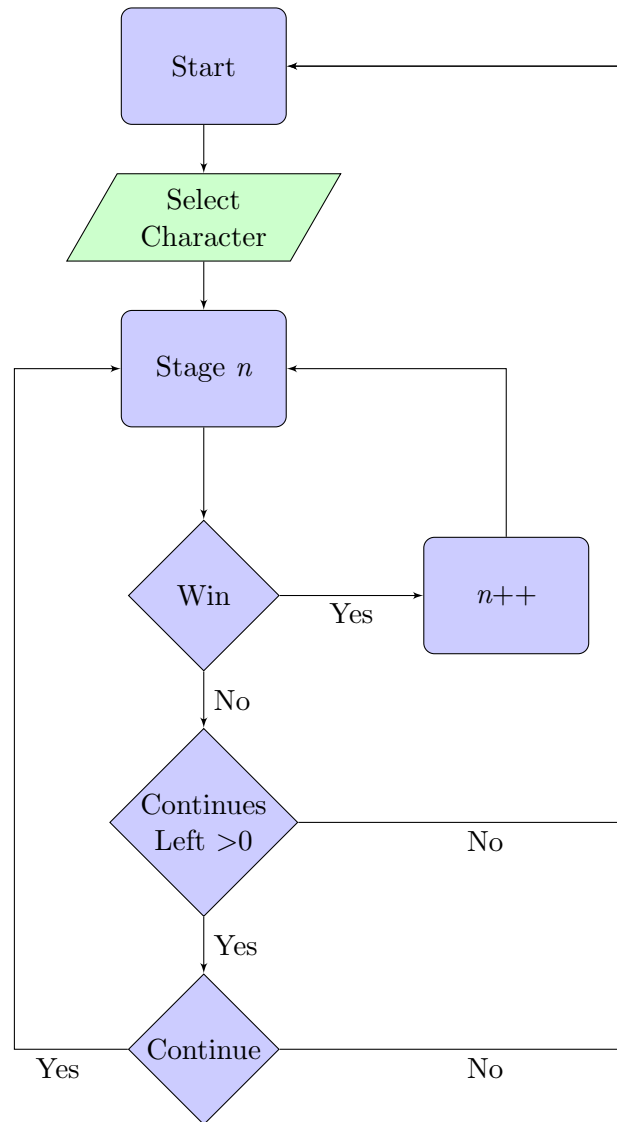 Start
Select
Character
Stage n
Win
Yes
n++
No
Continues
Left >0
No
Yes
Continue
Yes
No